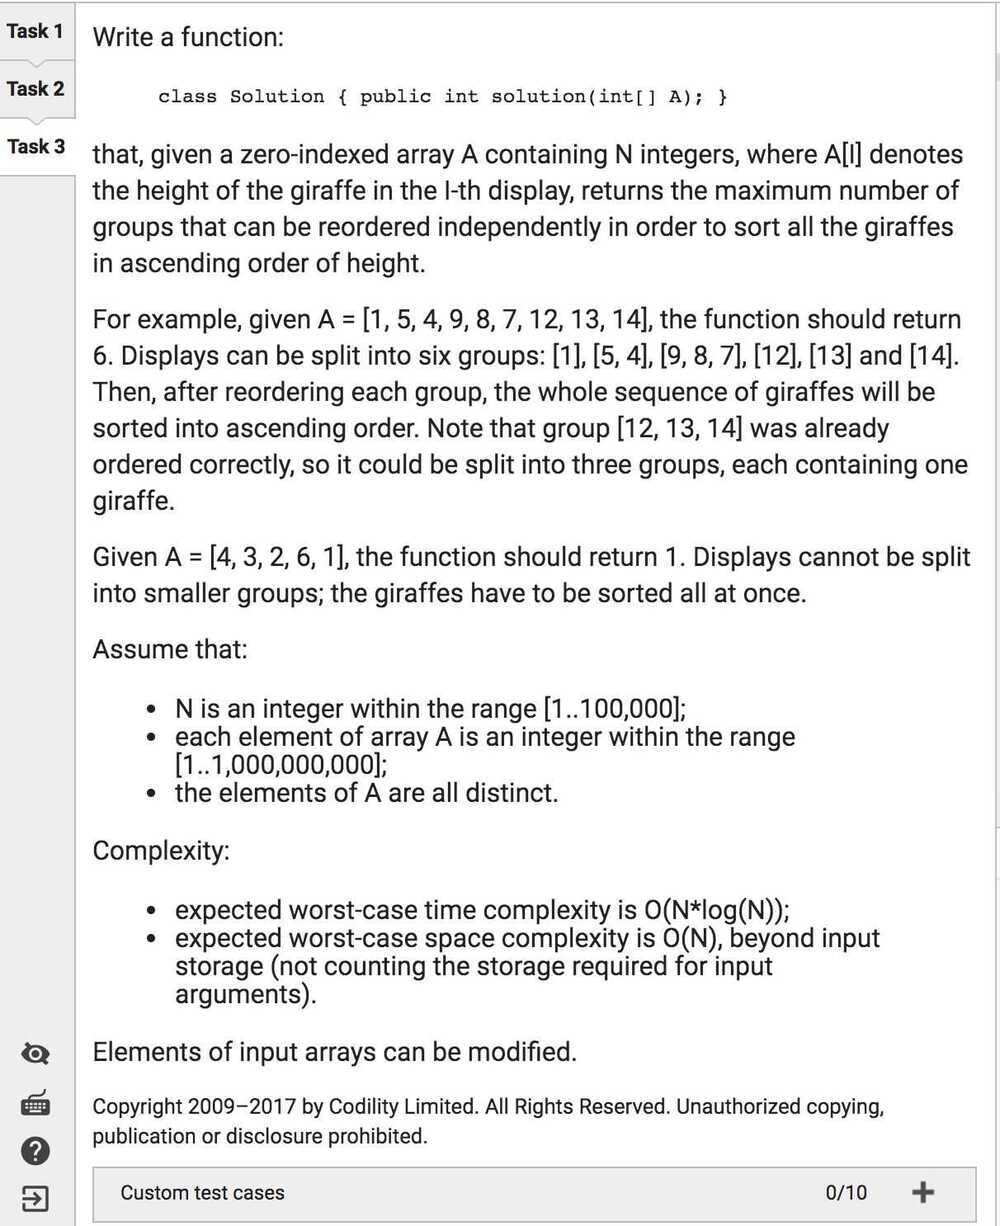 Task 1
Task 2
Task 3
Write a function:
class Solution { public int solution(int[] A); }
that, given a zero-indexed array A containing N integers, where A[I] denotes
the height of the giraffe in the I-th display, returns the maximum number of
groups that can be reordered independently in order to sort all the giraffes
in ascending order of height.
For example, given A = [1, 5, 4, 9, 8, 7, 12, 13, 14], the function should return
6. Displays can be split into six groups: [1], [5, 4], [9, 8, 7], [12], [13] and [14].
Then, after reordering each group, the whole sequence of giraffes will be
sorted into ascending order. Note that group [12, 13, 14] was already
ordered correctly, so it could be split into three groups, each containing one
giraffe.
Given A = [4, 3, 2, 6, 1], the function should return 1. Displays cannot be split
into smaller groups; the giraffes have to be sorted all at once.
Assume that:
• N is an integer within the range [1..100,000];
• each element of array A is an integer within the range
[1..1,000,000,000];
• the elements of A are all distinct.
Complexity:
• expected worst-case time complexity is O(N*log(N));
• expected worst-case space complexity is O(N), beyond input
storage (not counting the storage required for input
arguments).
Elements of input arrays can be modified.
Copyright 2009–2017 by Codility Limited. All Rights Reserved. Unauthorized copying,
publication or disclosure prohibited.
Custom test cases 0/10 +